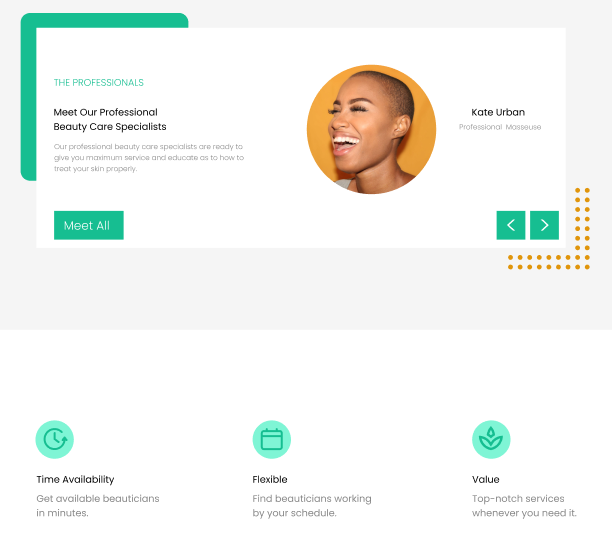 THE PROFESSIONALS
Meet Our Professional
Beauty Care Specialists
Our professional beauty care specialists are ready to
give you maximum service and educate as to how to
treat your skin properly.
Meet All
Kate Urban
Professional Masseuse
Time Availability
Get available beauticians
in minutes.
Flexible
Find beauticians working
by your schedule.
Value
Top-notch services
whenever you need it.